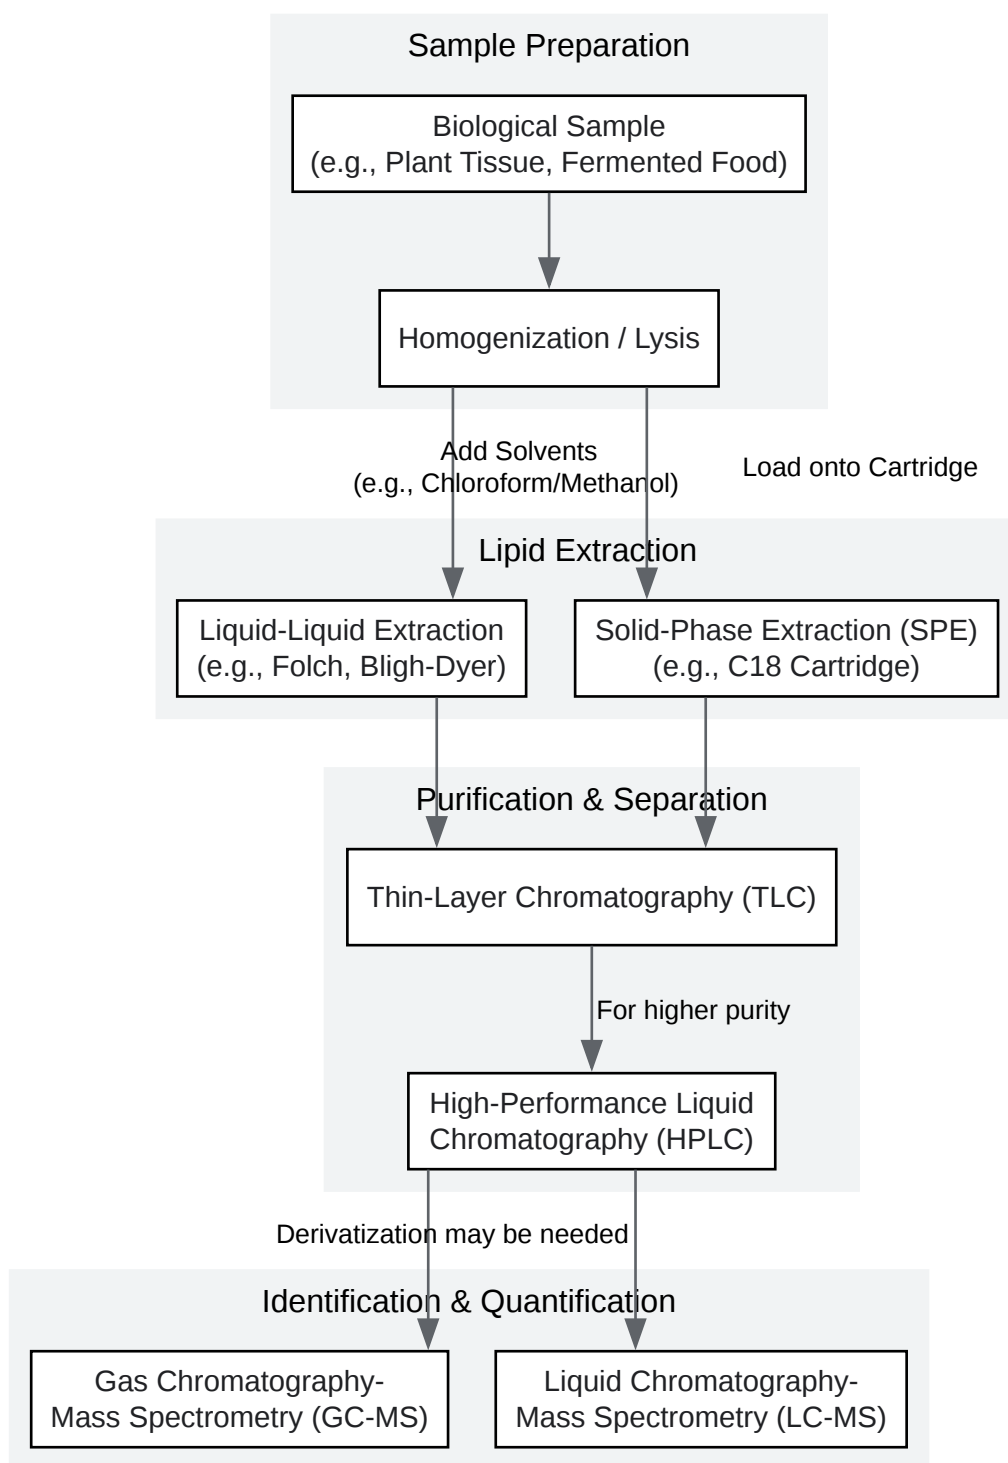 Sample Preparation
Biological Sample
(e.g., Plant Tissue, Fermented Food)
Homogenization / Lysis
Add Solvents
(e.g., Chloroform/Methanol)
Load onto Cartridge
Lipid Extraction
Liquid-Liquid Extraction
(e.g., Folch, Bligh-Dyer)
Solid-Phase Extraction (SPE)
(e.g., C18 Cartridge)
Purification & Separation
Thin-Layer Chromatography (TLC)
For higher purity
High-Performance Liquid
Chromatography (HPLC)
Derivatization may be needed
Identification & Quantification
Gas Chromatography-
Mass Spectrometry (GC-MS)
Liquid Chromatography-
Mass Spectrometry (LC-MS)